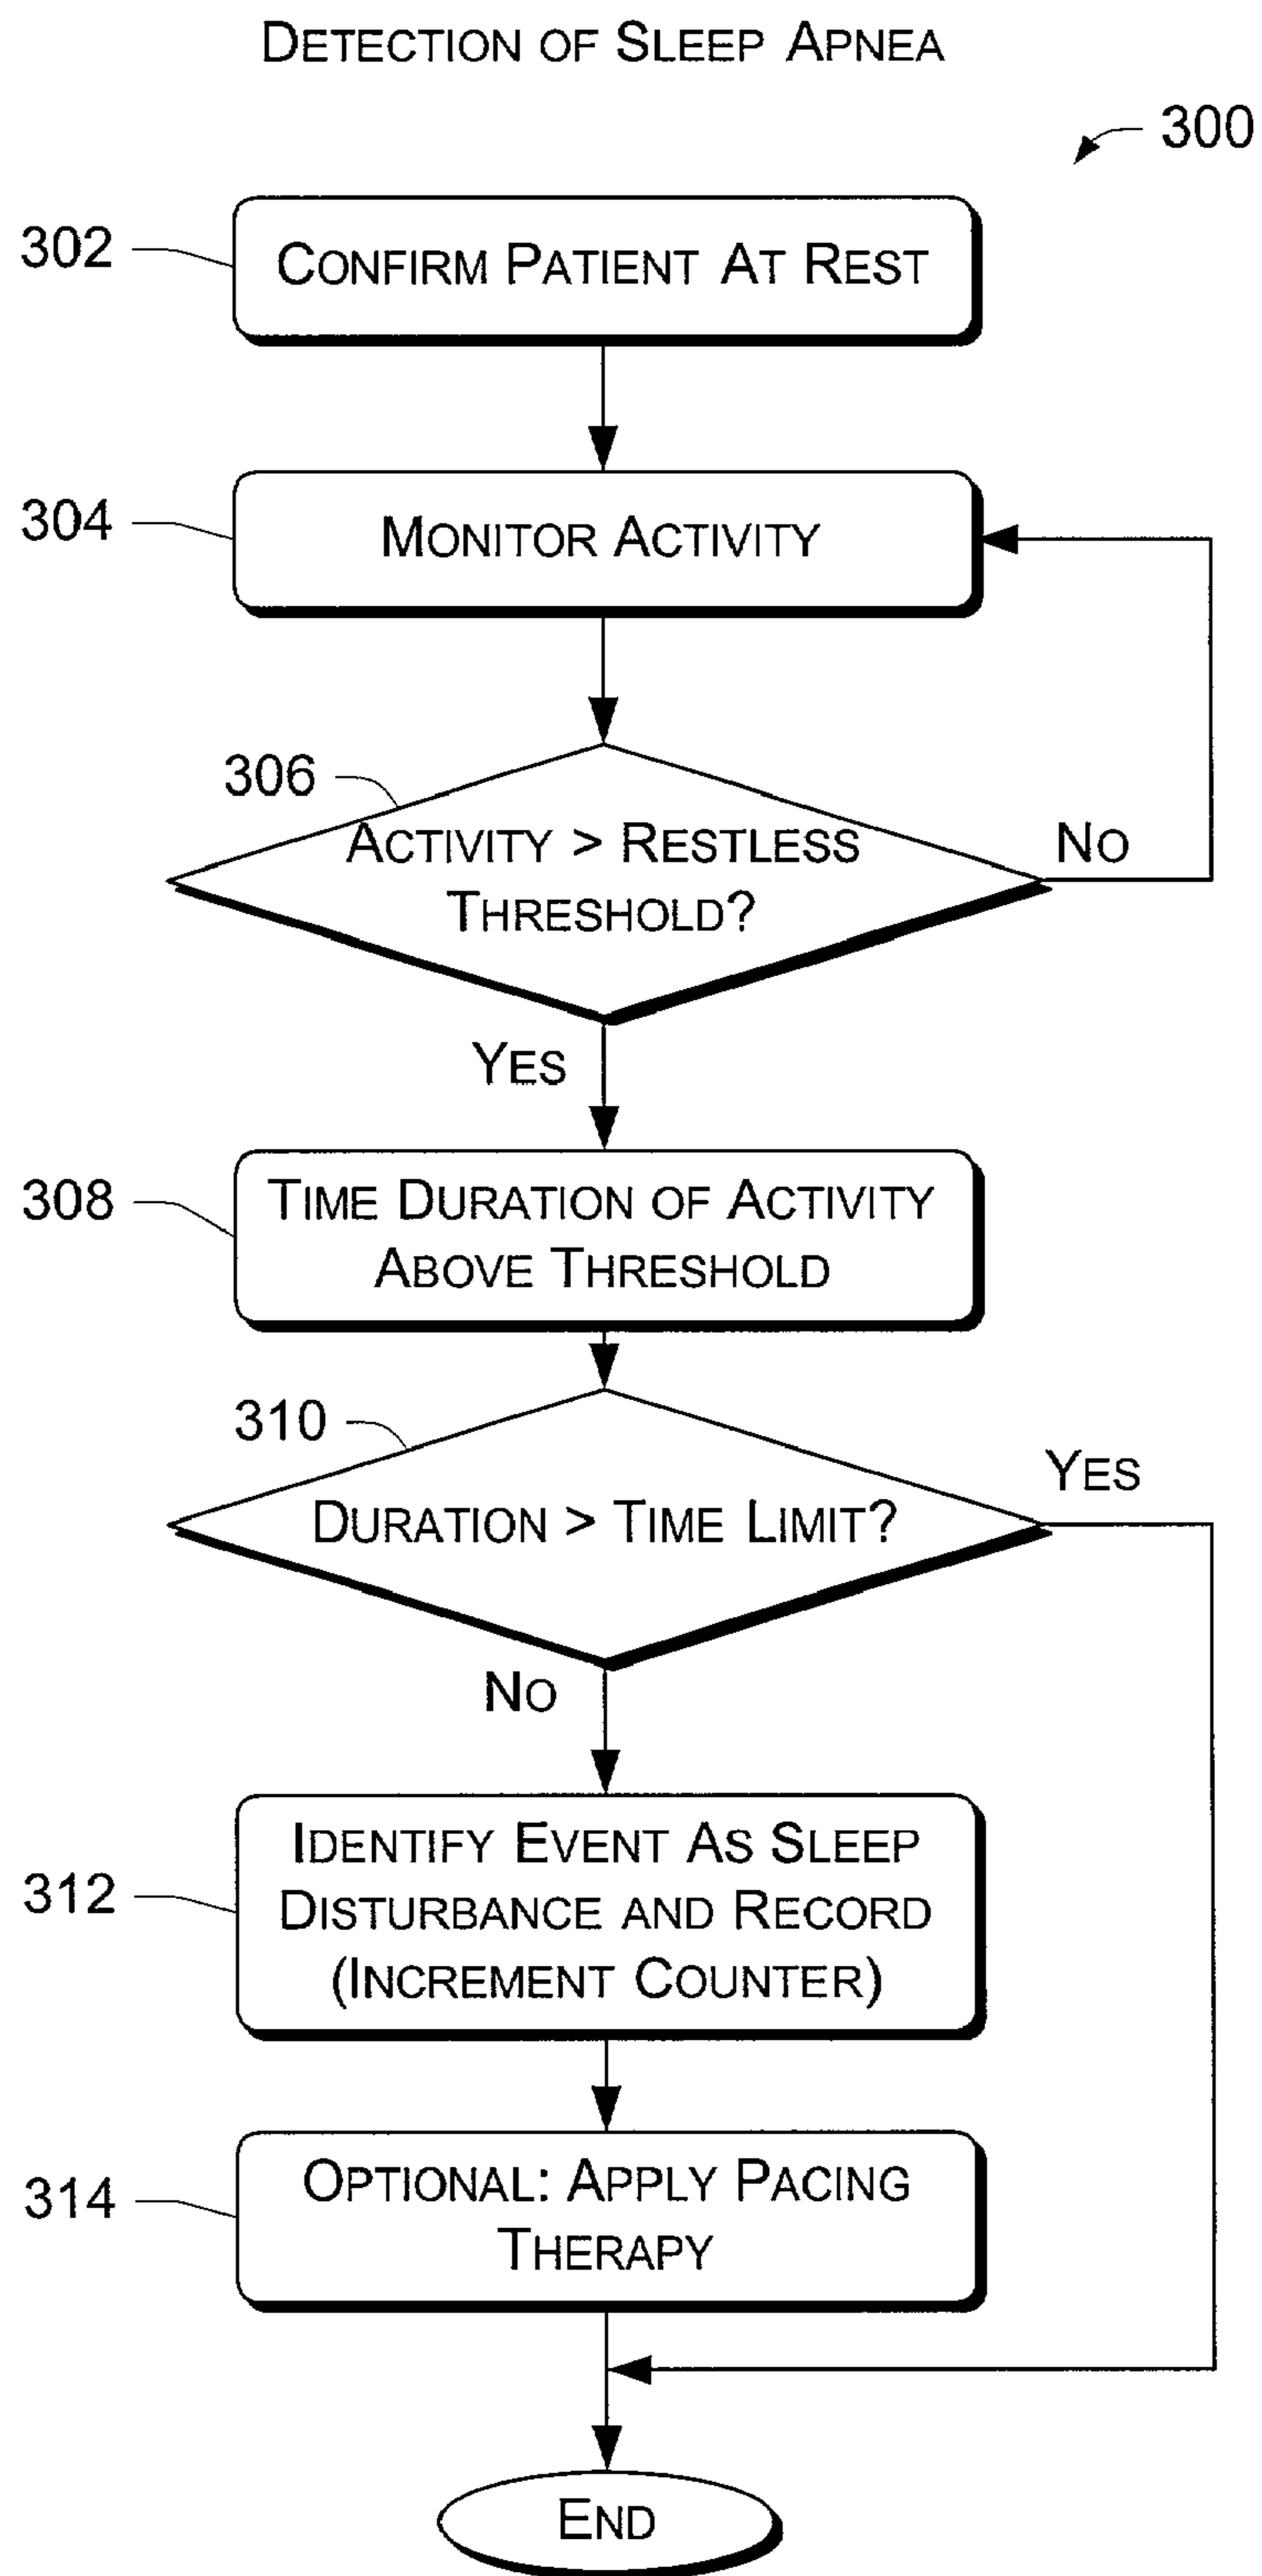 DETECTION OF SLEEP APNEA
300
302
CONFIRM PATIENT AT REST
304
MONITOR ACTIVITY
306
ACTIVITY > RESTLESS
THRESHOLD?
NO
YES
308
TIME DURATION OF ACTIVITY
ABOVE THRESHOLD
310
DURATION > TIME LIMIT?
YES
NO
312
IDENTIFY EVENT AS SLEEP
DISTURBANCE AND RECORD
(INCREMENT COUNTER)
314
OPTIONAL: APPLY PACING
THERAPY
END